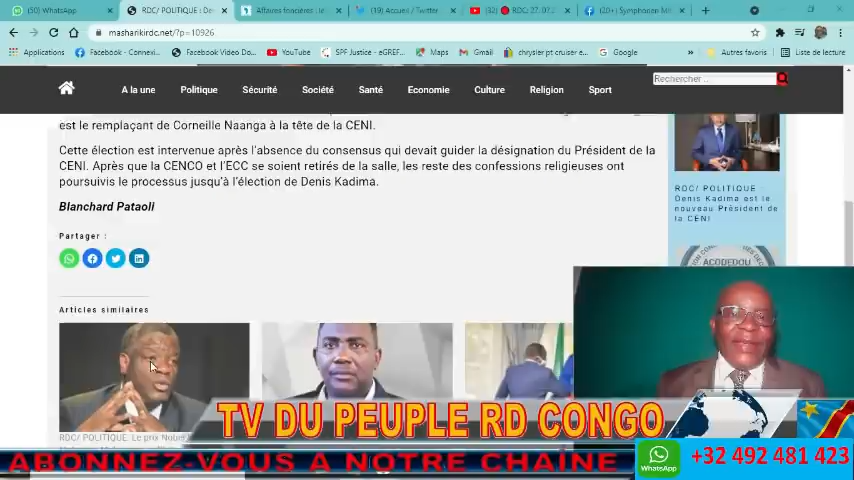 (50) WhatsApp
RDC/ POLITIQUE : De
Affaires foncières : le
(19) Accueil / Twitter
(32)
RDC: 27. 07.2
(20+) Symphorien M
masharikirdc.net/?p=10926
Applications
Facebook - Connexi...
Facebook Video Do...
YouTube
SPF Justice - eGREF...
Maps
Gmail
chrysler pt cruiser e...
Google
»
Autres favoris
Liste de lecture
A la une
Politique
Sécurité
Société
Santé
Economie
Culture
Religion
Sport
Rechercher ..
est le remplaçant de Corneille Naanga à la tête de la CENI.
Cette élection est intervenue après l'absence du consensus qui devait guider la désignation du Président de la
CENI. Après que la CENCO et l'ECC se soient retirés de la salle, les reste des confessions religieuses ont
poursuivis le processus jusqu'à l'élection de Denis Kadima.
Blanchard Pataoli
Partager :
Articles similaires
RDC/ POLITIQUE :
Denis Kadima est le
nouveau Président de
la CENI
ACODEDOU
RDC/ POLITIQUE: Le prix Nobel
TV DU PEUPLE RD CONGO
ABONNEZ-VOUS A NOTRE CHAINE
WhatsApp
+32 492 481 423